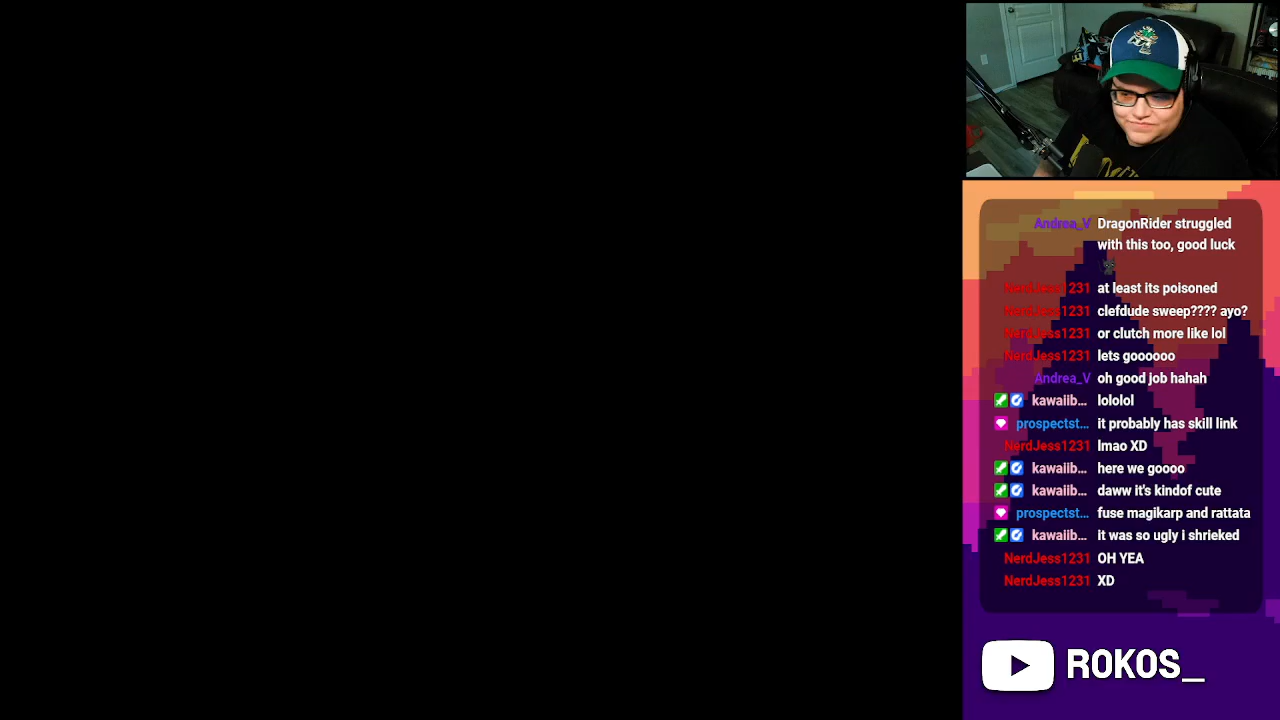 Andrea_V DragonRider struggled
with this too, good luck
NerdJess1231 at least its poisoned
NerdJess1231 clefdude sweep???? ayo?
NerdJess1231 or clutch more like lol
NerdJess1231 lets goooooo
Andrea_V oh good job hahah
kawaiib... lololol
prospectst... it probably has skill link
NerdJess1231 lmao XD
kawaiib... here we goooo
kawaiib... daww it's kindof cute
prospectst... fuse magikarp and rattata
kawaiib... it was so ugly i shrieked
NerdJess1231 OH YEA
NerdJess1231 XD
ROKOS_